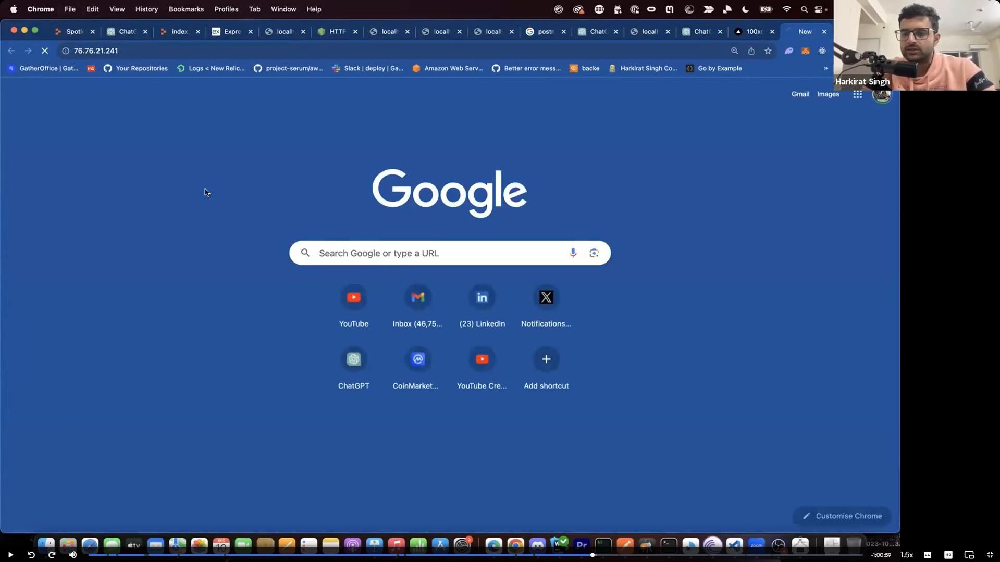 Chrome File Edit View History Bookmarks Profiles Tab Window Help
Spotl ChatG index Expre localh HTTP localh localh localh postn ChatG localh ChatG 100xd New
76.76.21.241
GatherOffice | Gat... Your Repositories Logs < New Relic... project-serum/aw... Slack | deploy | Ga... Amazon Web Serv... Better error mess... backe Harkirat Singh Co... Go by Example »
Harkirat Singh
Gmail Images
Google
Search Google or type a URL
YouTube Inbox (46,75... (23) LinkedIn Notifications...
ChatGPT CoinMarket... YouTube Cre... Add shortcut
Customise Chrome
-1:00:59 1.5x